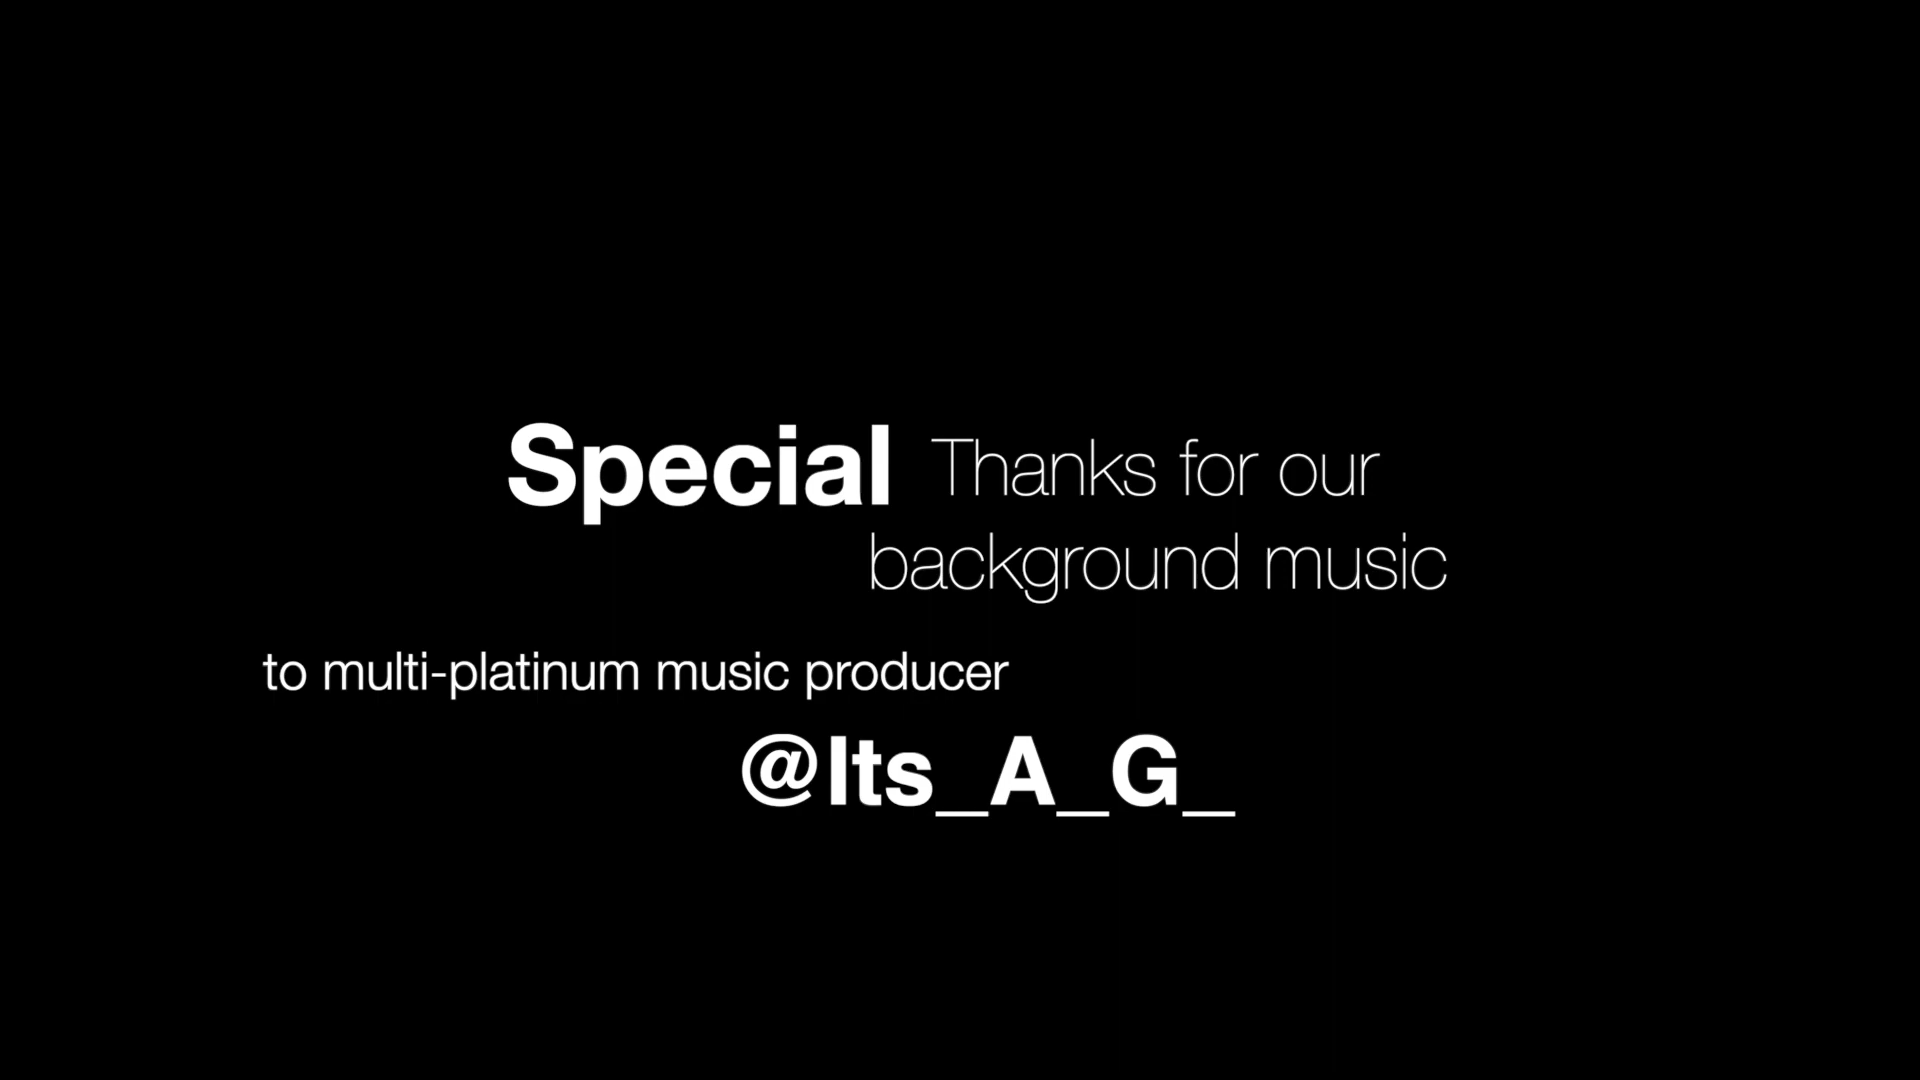 Special Thanks for our
background music
to multi-platinum music producer
@Its_A_G_